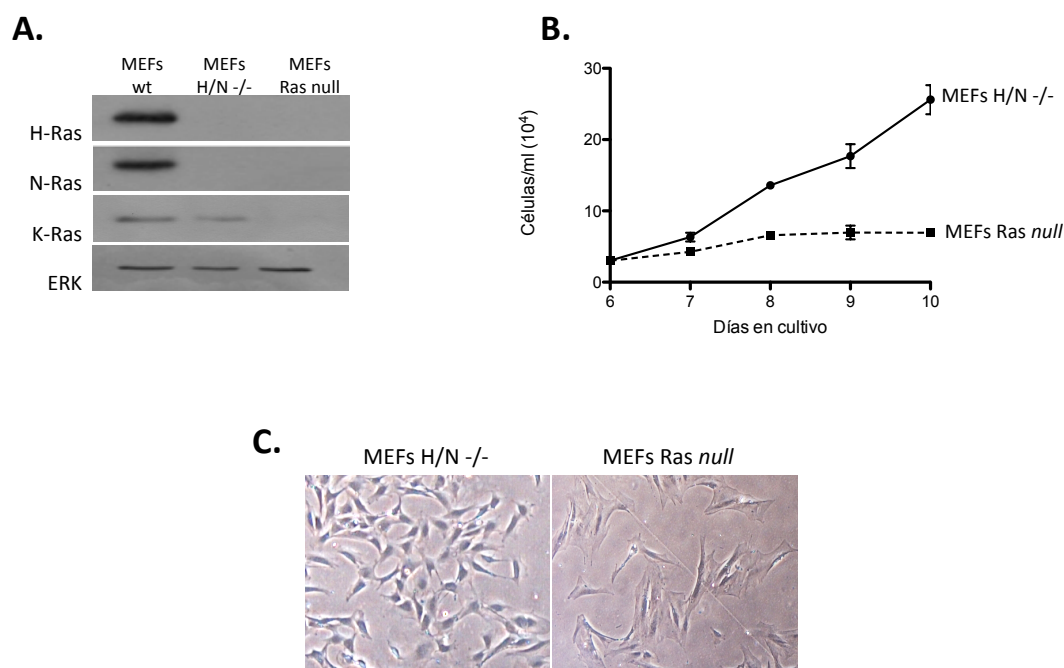 A.
MEFs wt
MEFs H/N -/-
MEFs Ras null
H-Ras
N-Ras
K-Ras
ERK
B.
Células/ml (10⁴)
30
20
10
0
6
7
8
9
10
Días en cultivo
MEFs H/N -/-
MEFs Ras null
C.
MEFs H/N -/-
MEFs Ras null